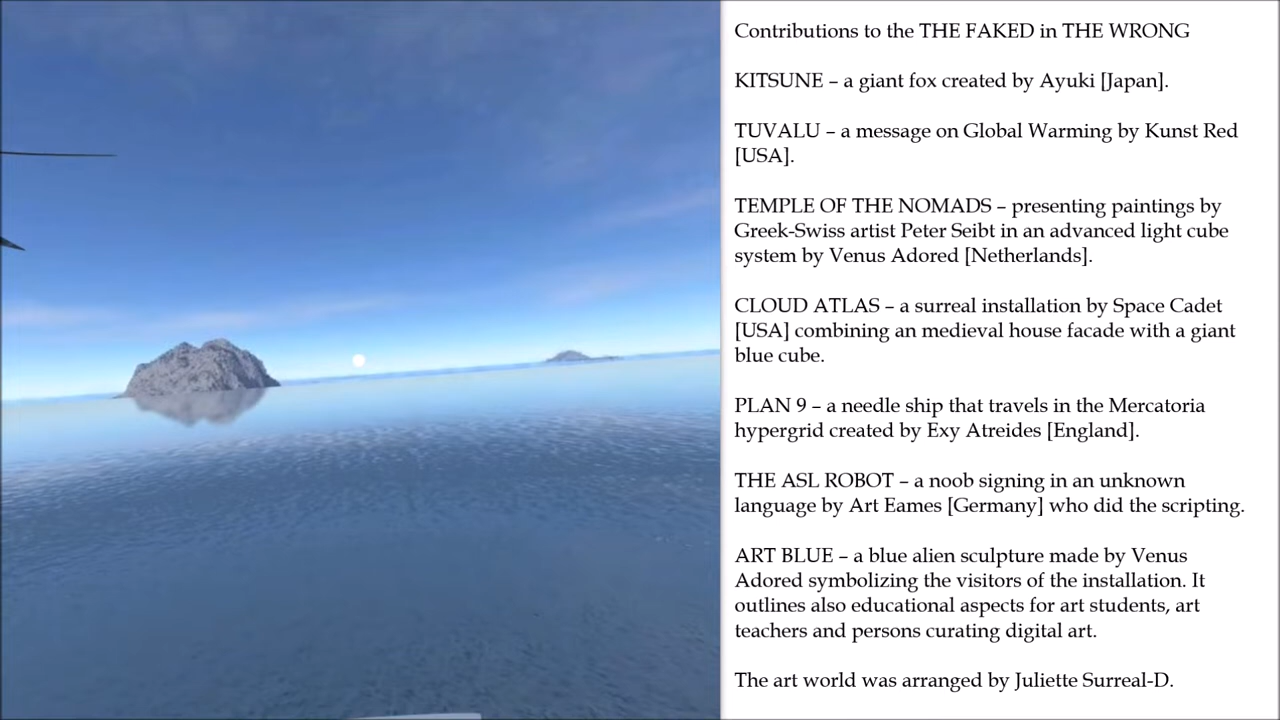 Contributions to the THE FAKED in THE WRONG
KITSUNE – a giant fox created by Ayuki [Japan].
TUVALU – a message on Global Warming by Kunst Red
[USA].
TEMPLE OF THE NOMADS – presenting paintings by
Greek-Swiss artist Peter Seibt in an advanced light cube
system by Venus Adored [Netherlands].
CLOUD ATLAS – a surreal installation by Space Cadet
[USA] combining an medieval house facade with a giant
blue cube.
PLAN 9 – a needle ship that travels in the Mercatoria
hypergrid created by Exy Atreides [England].
THE ASL ROBOT – a noob signing in an unknown
language by Art Eames [Germany] who did the scripting.
ART BLUE – a blue alien sculpture made by Venus
Adored symbolizing the visitors of the installation. It
outlines also educational aspects for art students, art
teachers and persons curating digital art.
The art world was arranged by Juliette Surreal-D.